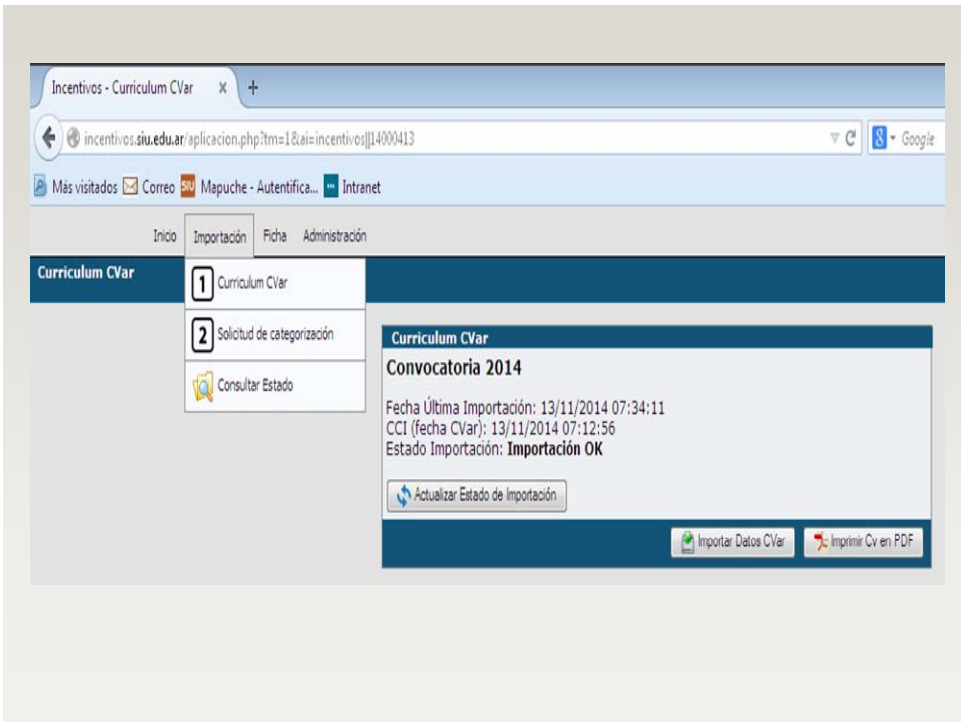 Incentivos - Curriculum CVar x +
incentivos.siu.edu.ar/aplicacion.php?tm=1&ai=incentivos||14000413
8 - Google
Más visitados Correo SIU Mapuche - Autentifica... Intranet
Inicio Importación Ficha Administración
Curriculum CVar
1 Curriculum CVar
2 Solicitud de categorización
Consultar Estado
Curriculum CVar
Convocatoria 2014
Fecha Última Importación: 13/11/2014 07:34:11
CCI (fecha CVar): 13/11/2014 07:12:56
Estado Importación: Importación OK
Actualizar Estado de Importación
Importar Datos CVar Imprimir Cv en PDF